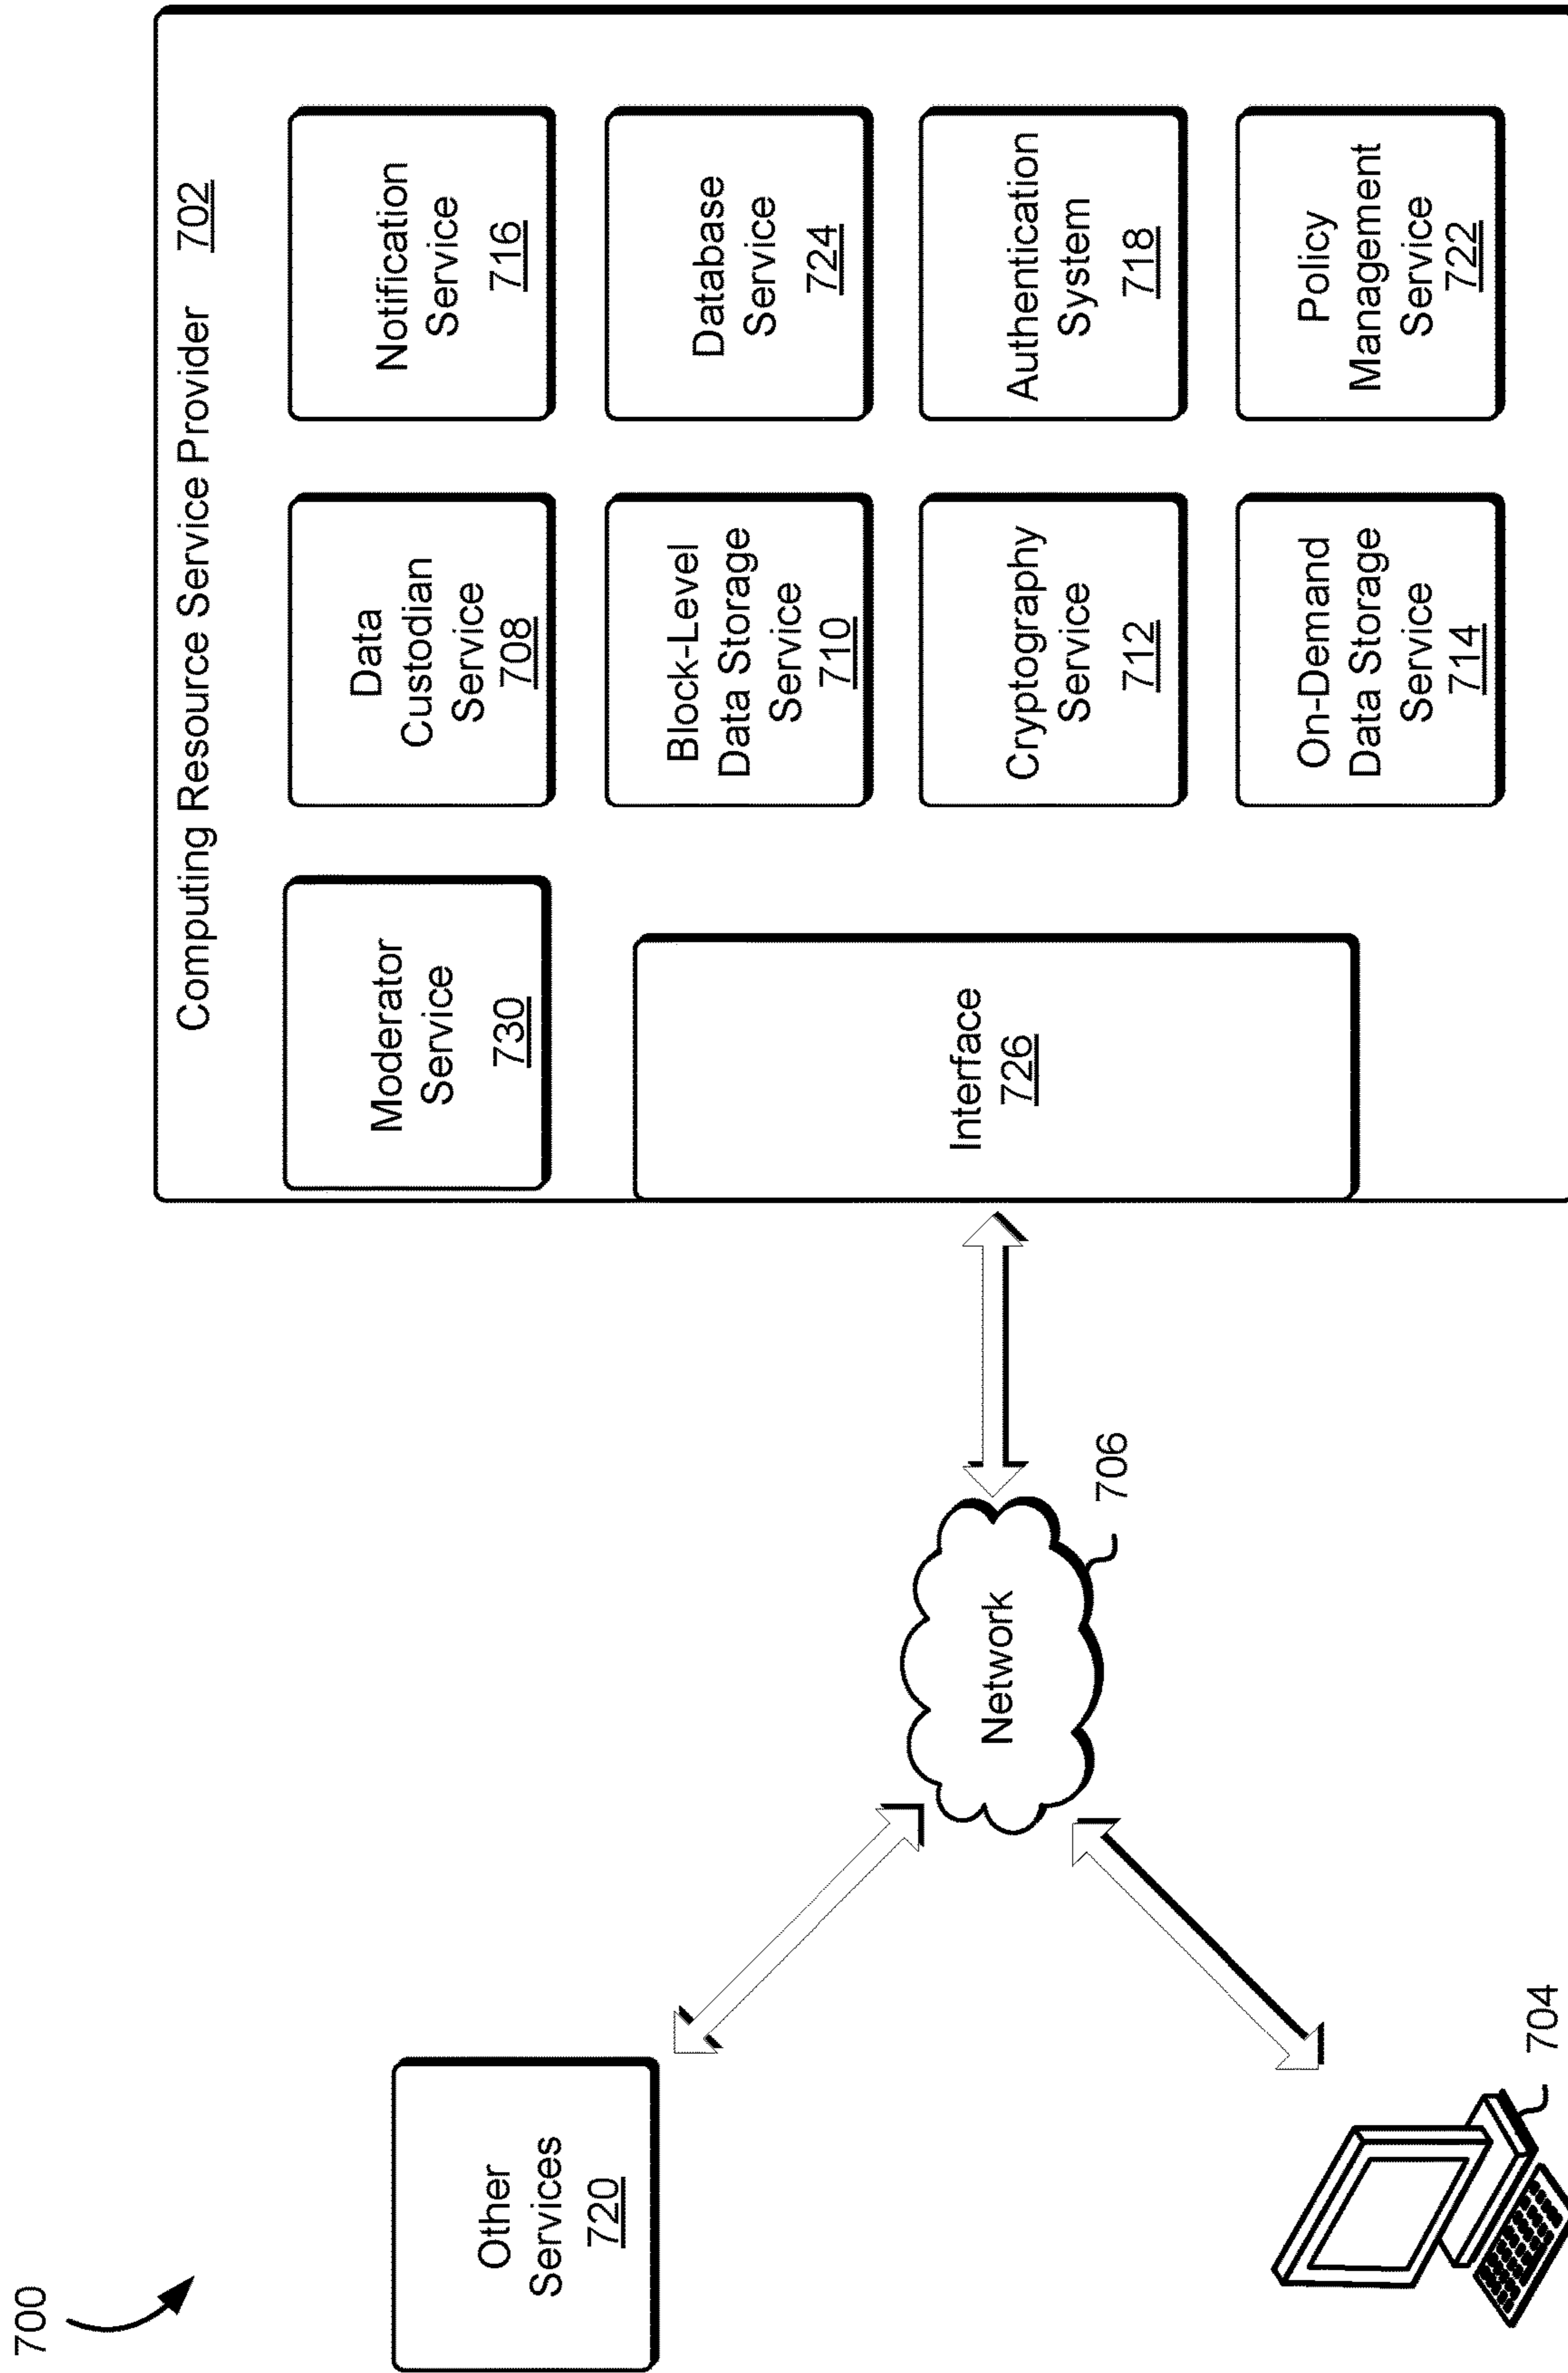 700
Computing Resource Service Provider 702
Moderator
Service
730
Data
Custodian
Service
708
Notification
Service
716
Block-Level
Data Storage
Service
710
Database
Service
724
Cryptography
Service
712
Authentication
System
718
On-Demand
Data Storage
Service
714
Policy
Management
Service
722
Interface
726
Other
Services
720
Network
706
704